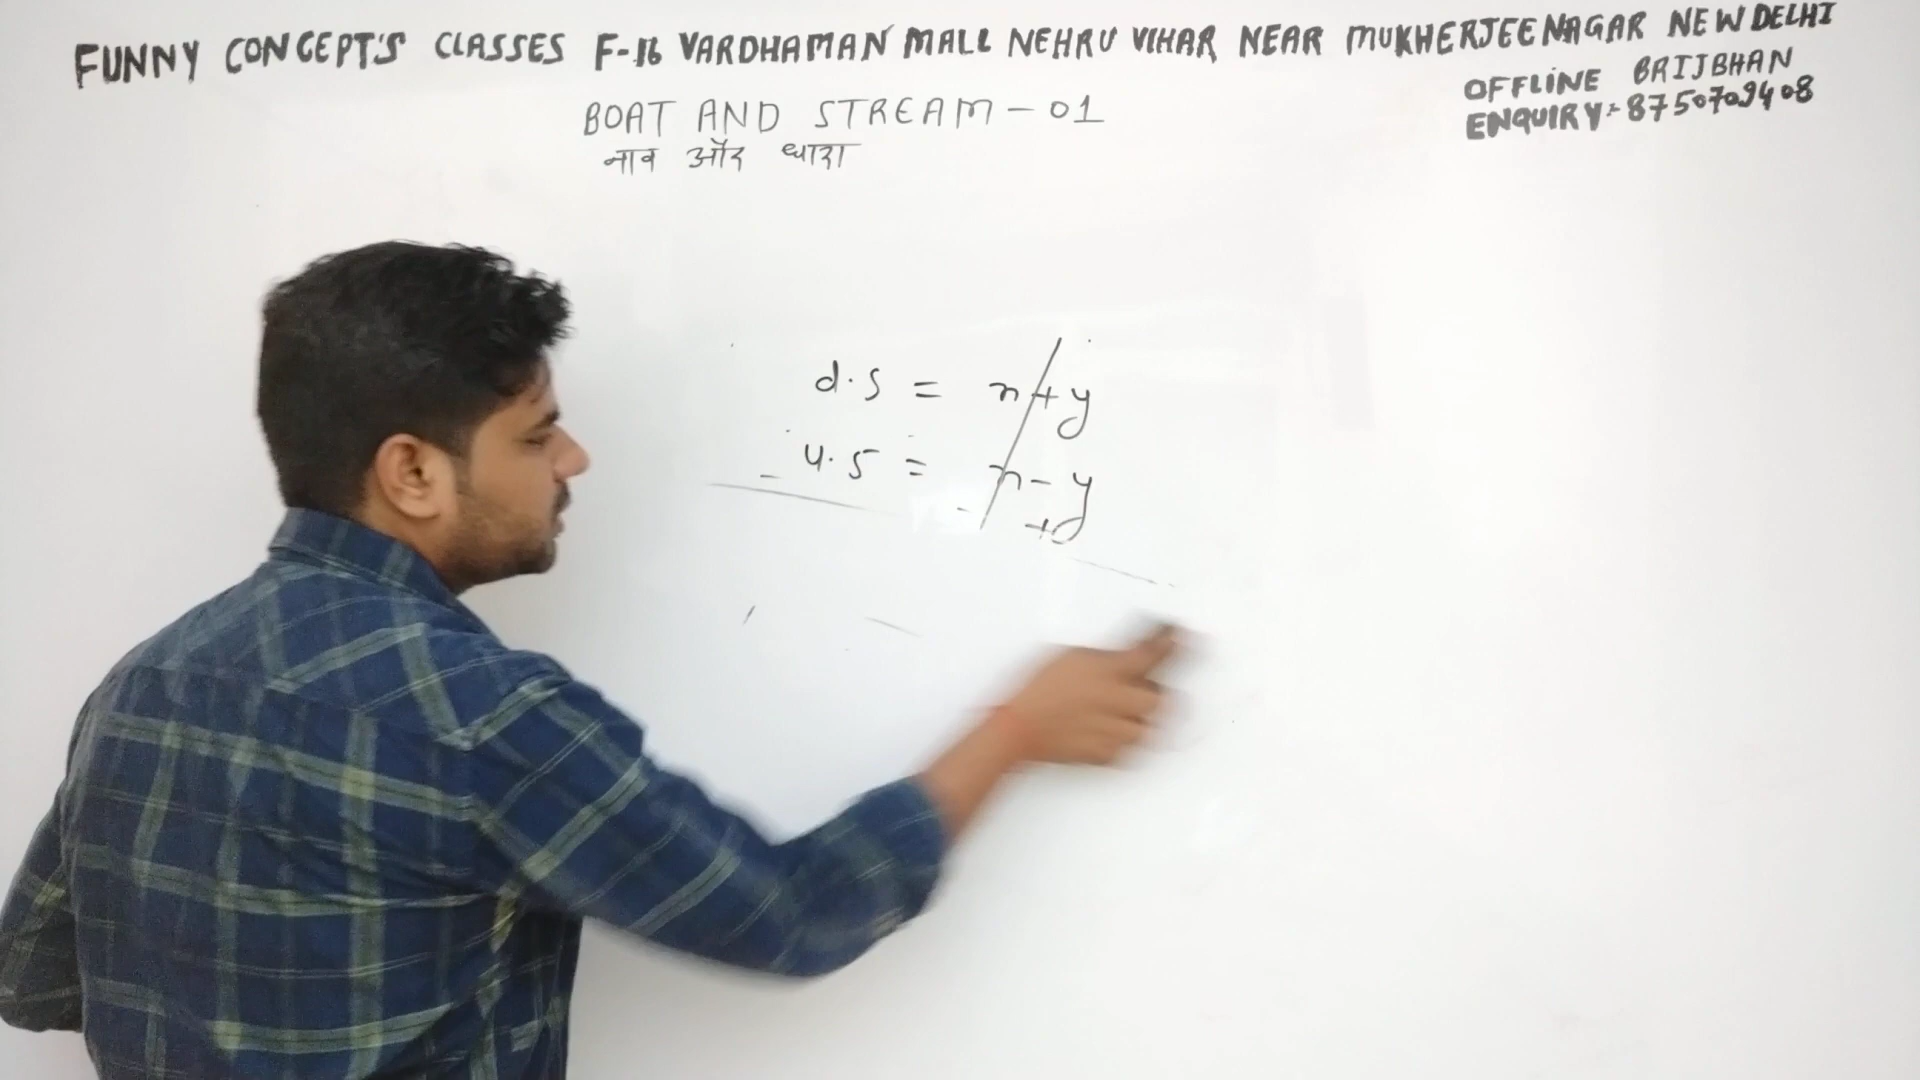 FUNNY CONCEPT'S CLASSES F-16 VARDHAMAN MALL NEHRU VIHAR NEAR MUKHERJEE NAGAR NEW DELHI
OFFLINE BRIJBHAN
ENQUIRY:- 8750709408
BOAT AND STREAM-01
नाव और धारा
d.s = x+y
u.s = x-y
- - +